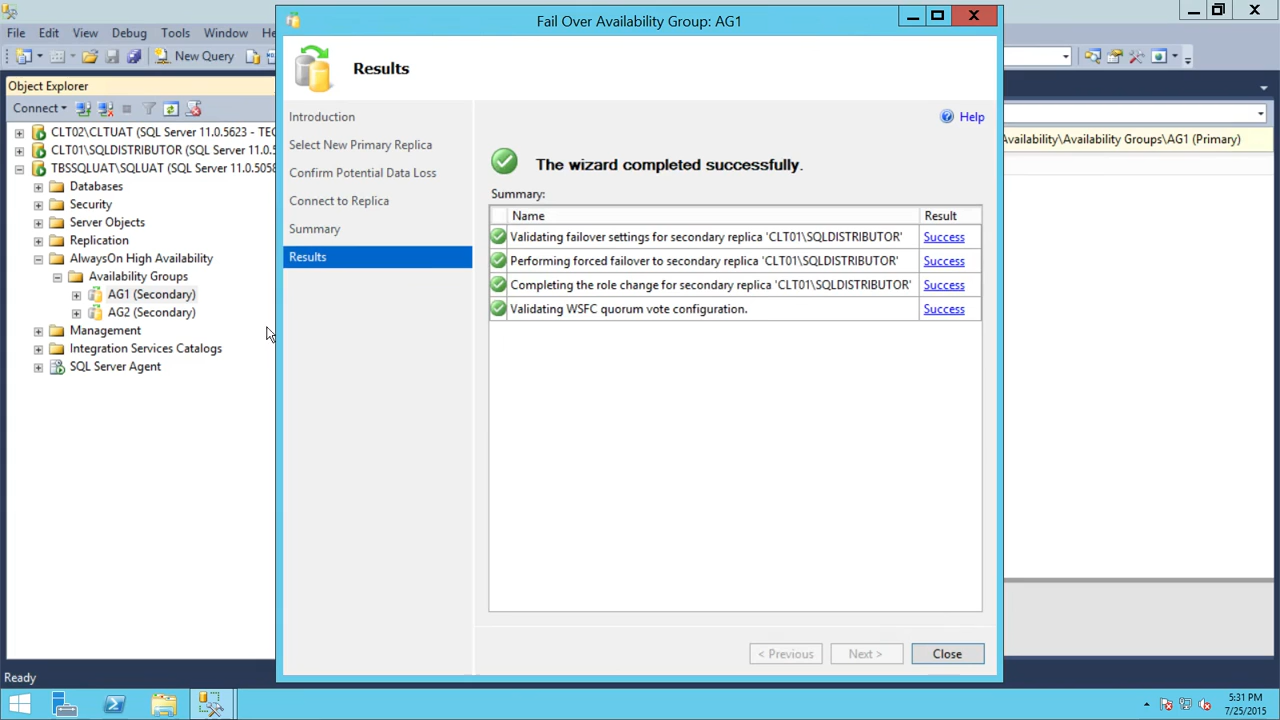 Fail Over Availability Group: AG1
File Edit View Debug Tools Window He
New Query
Object Explorer
Connect
CLT02\CLTUAT (SQL Server 11.0.5623 - TEC
CLT01\SQLDISTRIBUTOR (SQL Server 11.0.5
TBSSQLUAT\SQLUAT (SQL Server 11.0.5058
Databases
Security
Server Objects
Replication
AlwaysOn High Availability
Availability Groups
AG1 (Secondary)
AG2 (Secondary)
Management
Integration Services Catalogs
SQL Server Agent
Results
Introduction
Select New Primary Replica
Confirm Potential Data Loss
Connect to Replica
Summary
Results
Help
The wizard completed successfully.
Summary:
Name Result
Validating failover settings for secondary replica 'CLT01\SQLDISTRIBUTOR' Success
Performing forced failover to secondary replica 'CLT01\SQLDISTRIBUTOR' Success
Completing the role change for secondary replica 'CLT01\SQLDISTRIBUTOR' Success
Validating WSFC quorum vote configuration. Success
< Previous Next > Close
Availability\Availability Groups\AG1 (Primary)
Ready
5:31 PM
7/25/2015